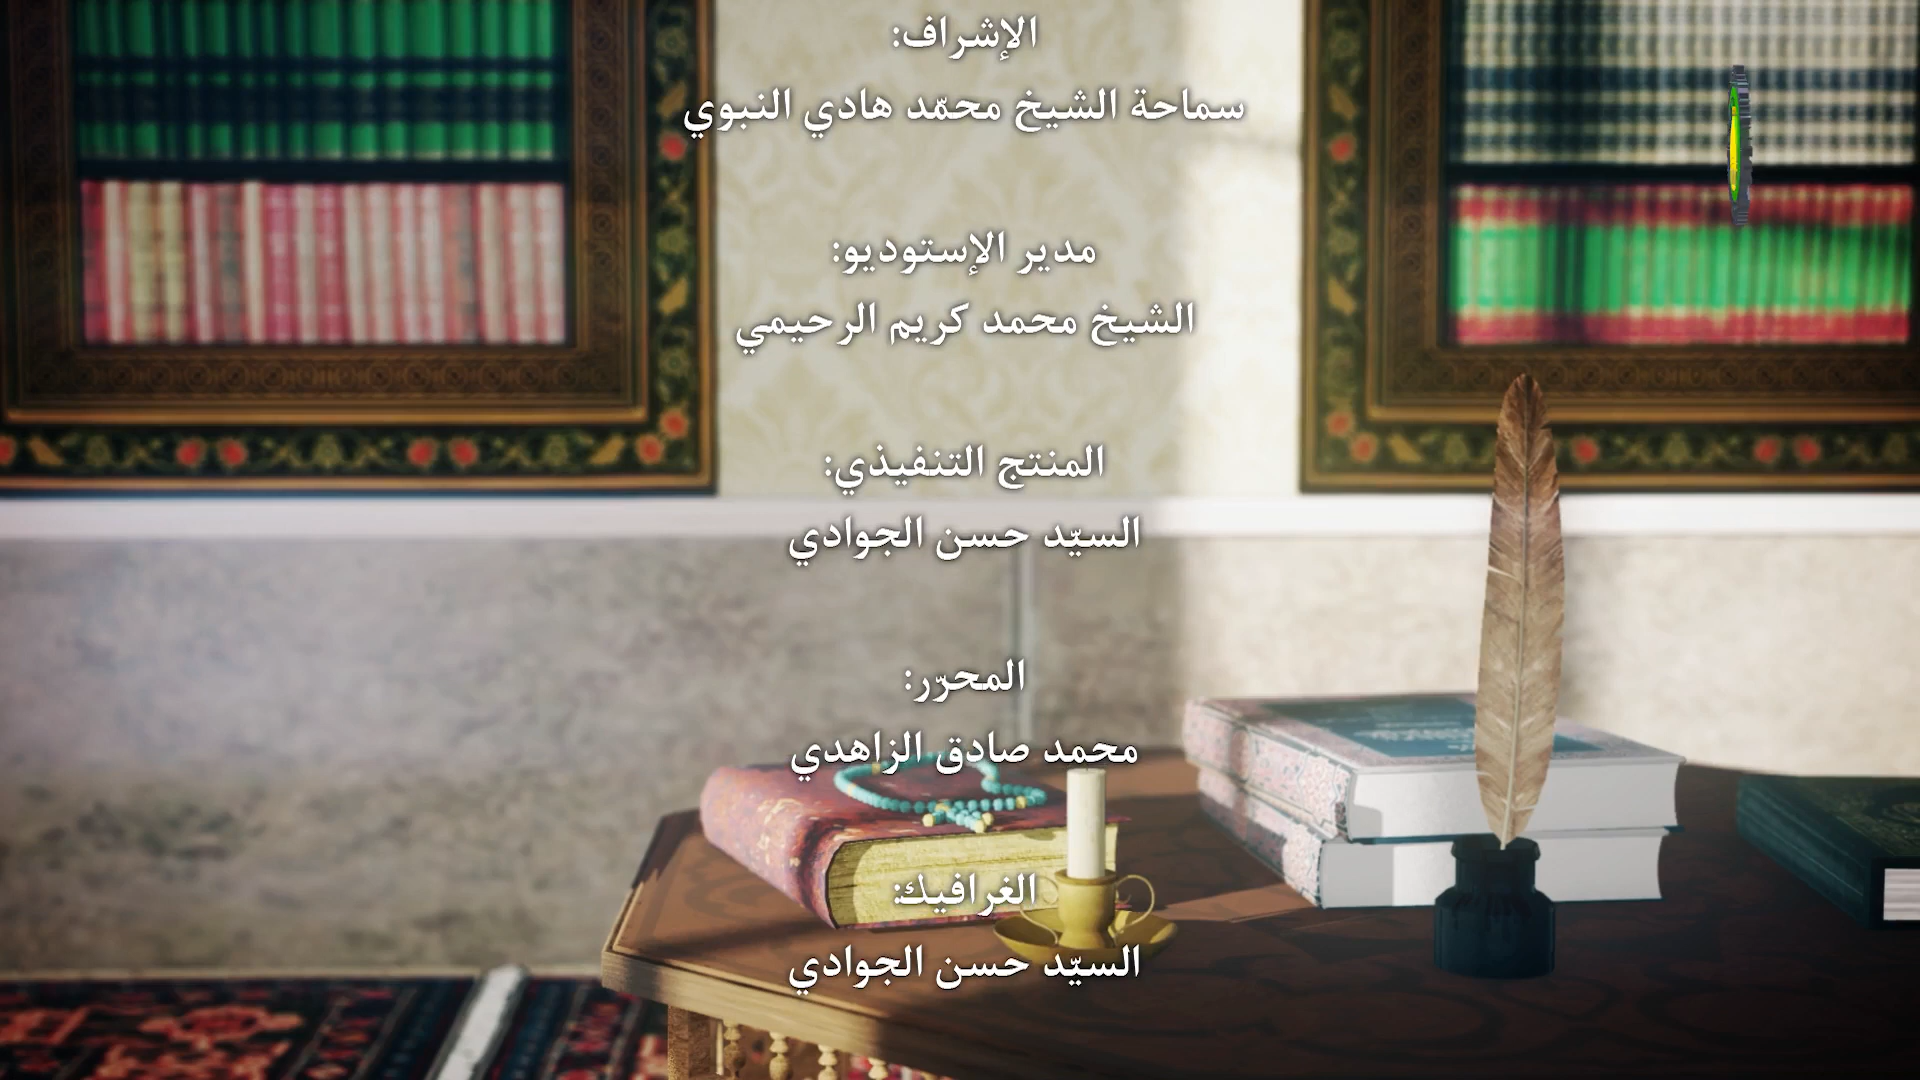 الإشراف:
سماحة الشيخ محمّد هادي النبوي
مدير الإستوديو:
الشيخ محمد كريم الرحيمي
المنتج التنفيذي:
السيّد حسن الجوادي
المحرّر:
محمد صادق الزاهدي
الغرافيك:
السيّد حسن الجوادي